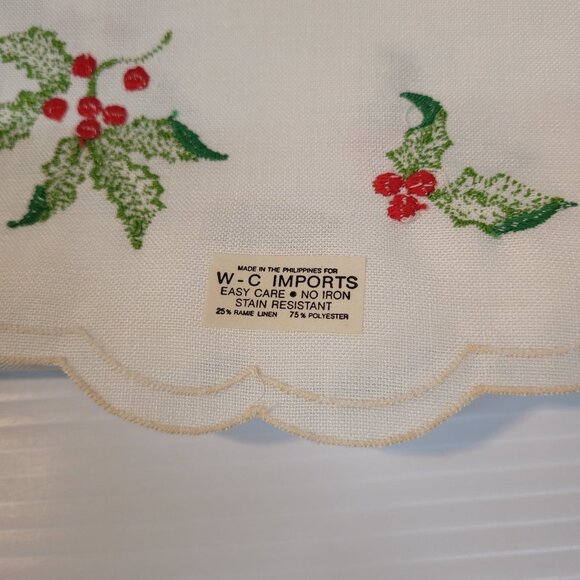 MADE IN THE PHILIPPINES FOR
W-C IMPORTS
EASY CARE • NO IRON
STAIN RESISTANT
25% RAMIE LINEN 75% POLYESTER